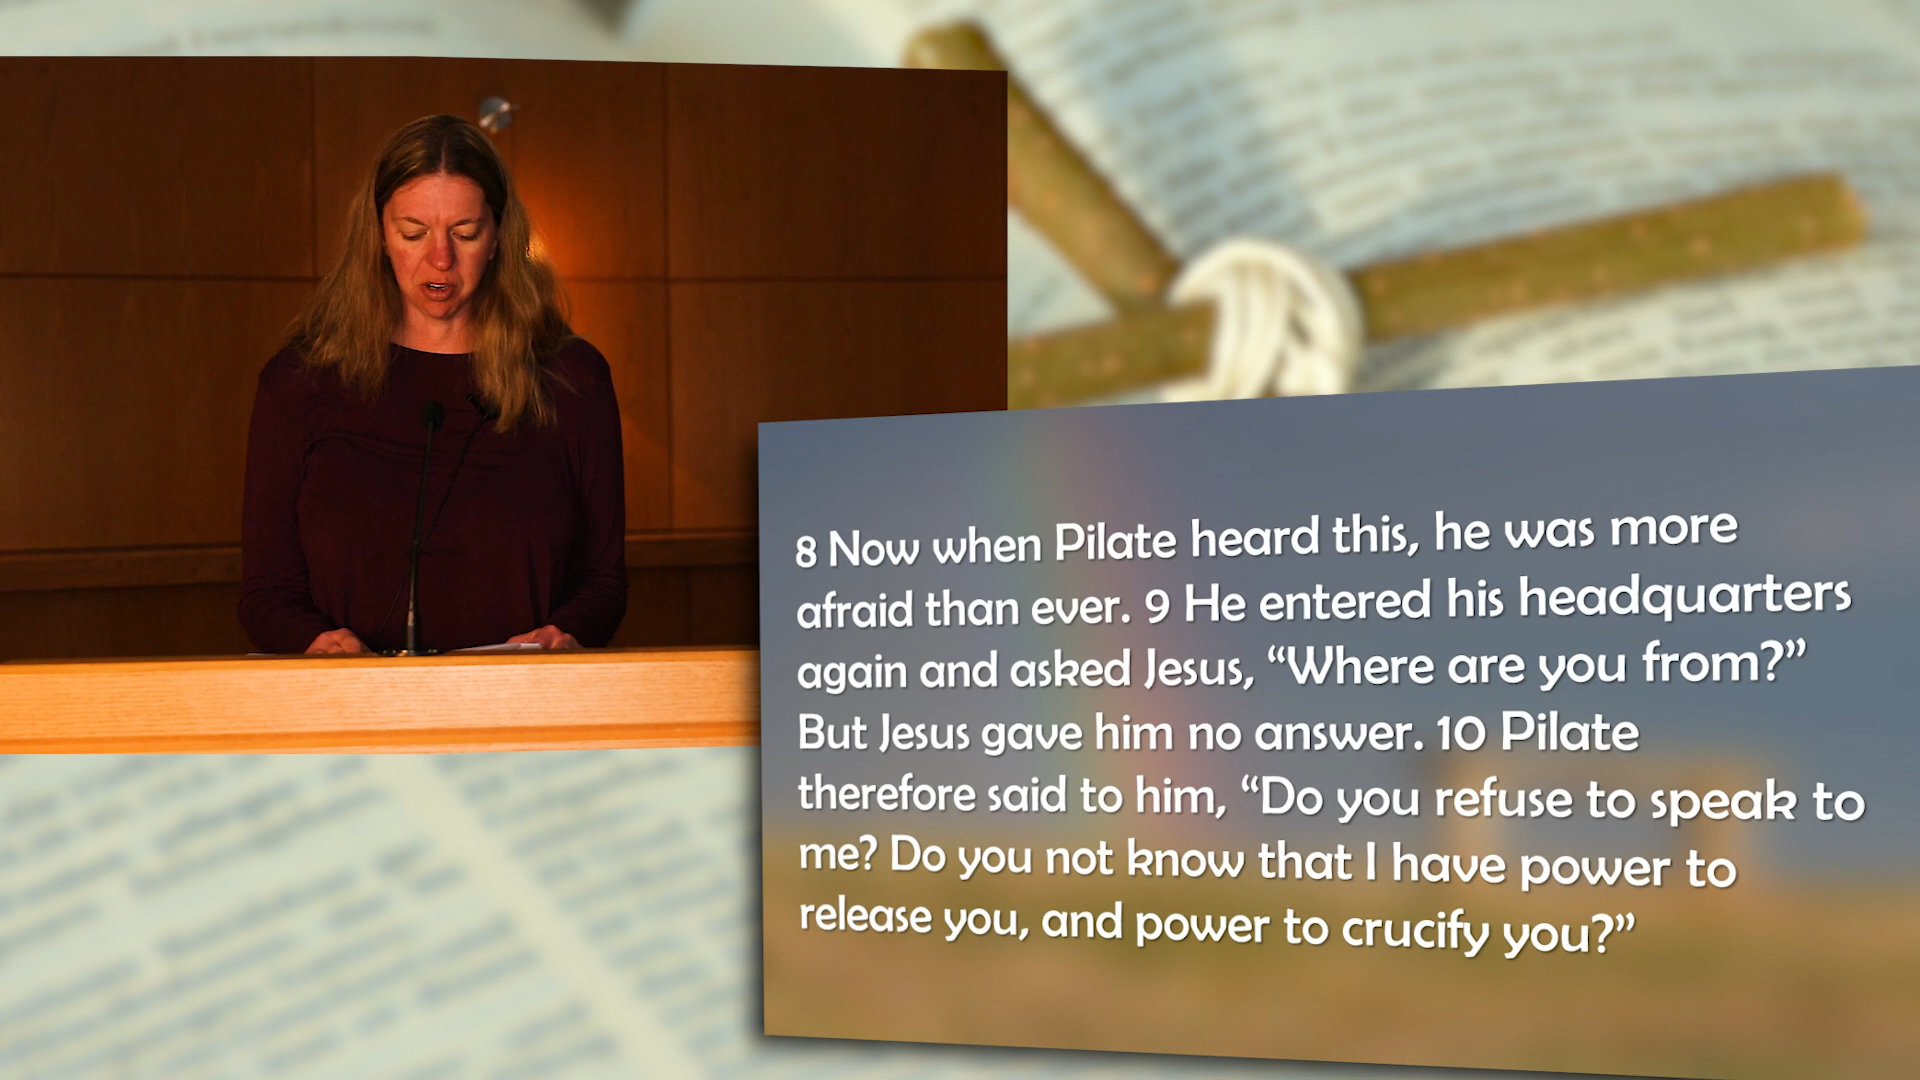 8 Now when Pilate heard this, he was more
afraid than ever. 9 He entered his headquarters
again and asked Jesus, “Where are you from?”
But Jesus gave him no answer. 10 Pilate
therefore said to him, “Do you refuse to speak to
me? Do you not know that I have power to
release you, and power to crucify you?”